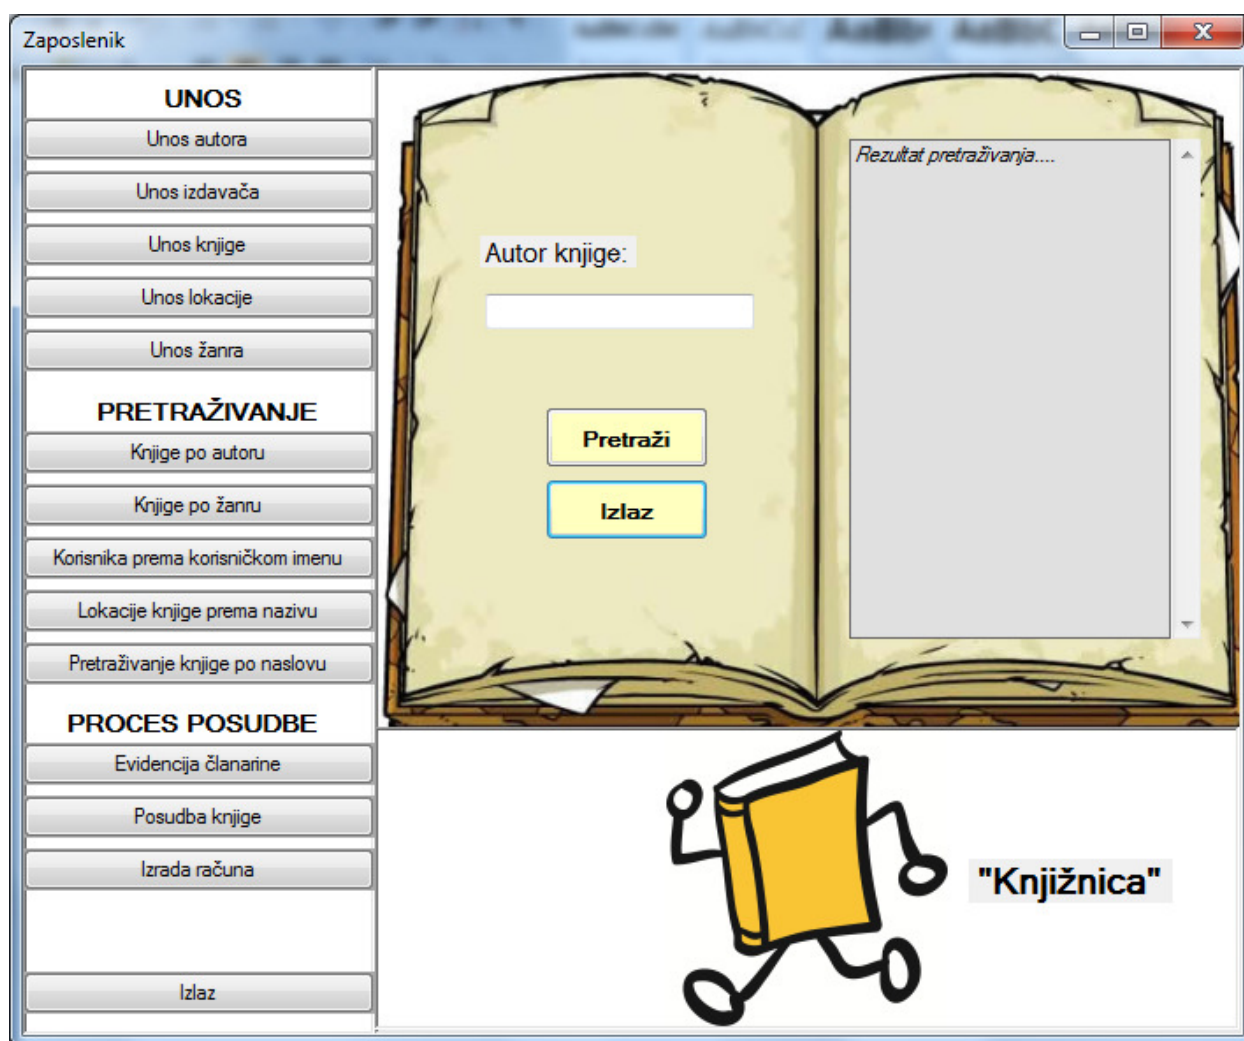 Zaposlenik
UNOS
Unos autora
Unos izdavača
Unos knjige
Unos lokacije
Unos žanra
PRETRAŽIVANJE
Knjige po autoru
Knjige po žanru
Korisnika prema korisničkom imenu
Lokacije knjige prema nazivu
Pretraživanje knjige po naslovu
PROCES POSUDBE
Evidencija članarine
Posudba knjige
Izrada računa
Izlaz
Autor knjige:
Pretraži
Izlaz
Rezultat pretraživanja....
"Knjižnica"